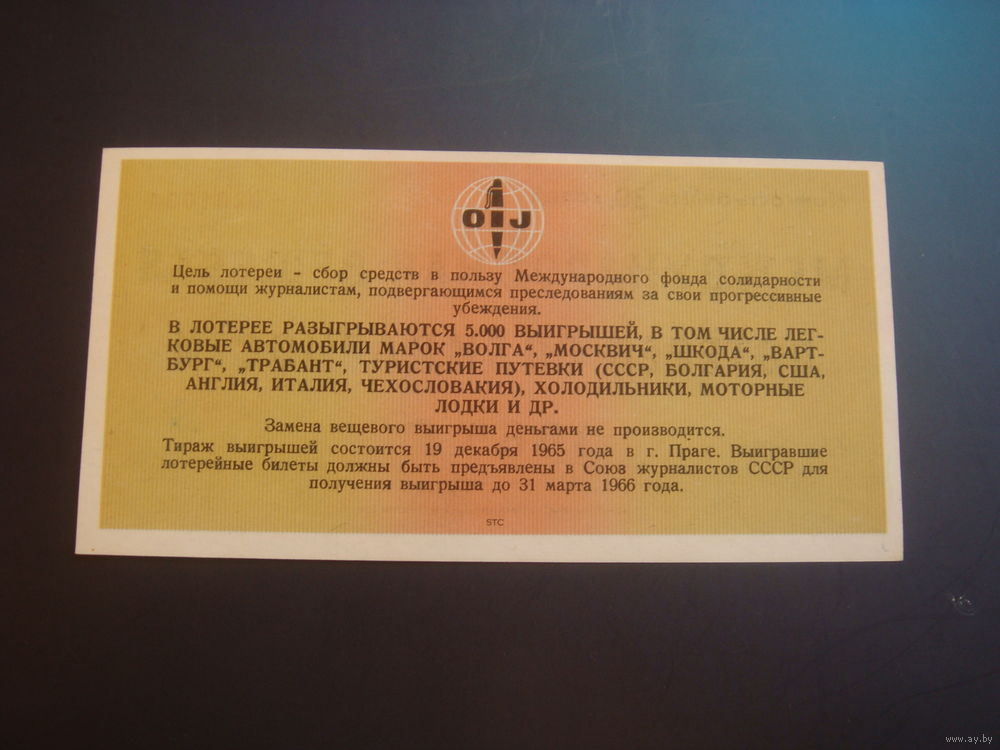 OIJ
Цель лотереи - сбор средств в пользу Международного фонда солидарности
и помощи журналистам, подвергающимся преследованиям за свои прогрессивные
убеждения.
В ЛОТЕРЕЕ РАЗЫГРЫВАЮТСЯ 5.000 ВЫИГРЫШЕЙ, В ТОМ ЧИСЛЕ ЛЕГ-
КОВЫЕ АВТОМОБИЛИ МАРОК „ВОЛГА“, „МОСКВИЧ“, „ШКОДА“, „ВАРТ-
БУРГ“, „ТРАБАНТ“, ТУРИСТСКИЕ ПУТЕВКИ (СССР, БОЛГАРИЯ, США,
АНГЛИЯ, ИТАЛИЯ, ЧЕХОСЛОВАКИЯ), ХОЛОДИЛЬНИКИ, МОТОРНЫЕ
ЛОДКИ И ДР.
Замена вещевого выигрыша деньгами не производится.
Тираж выигрышей состоится 19 декабря 1965 года в г. Праге. Выигравшие
лотерейные билеты должны быть предъявлены в Союз журналистов СССР для
получения выигрыша до 31 марта 1966 года.
STC
www.ay.by